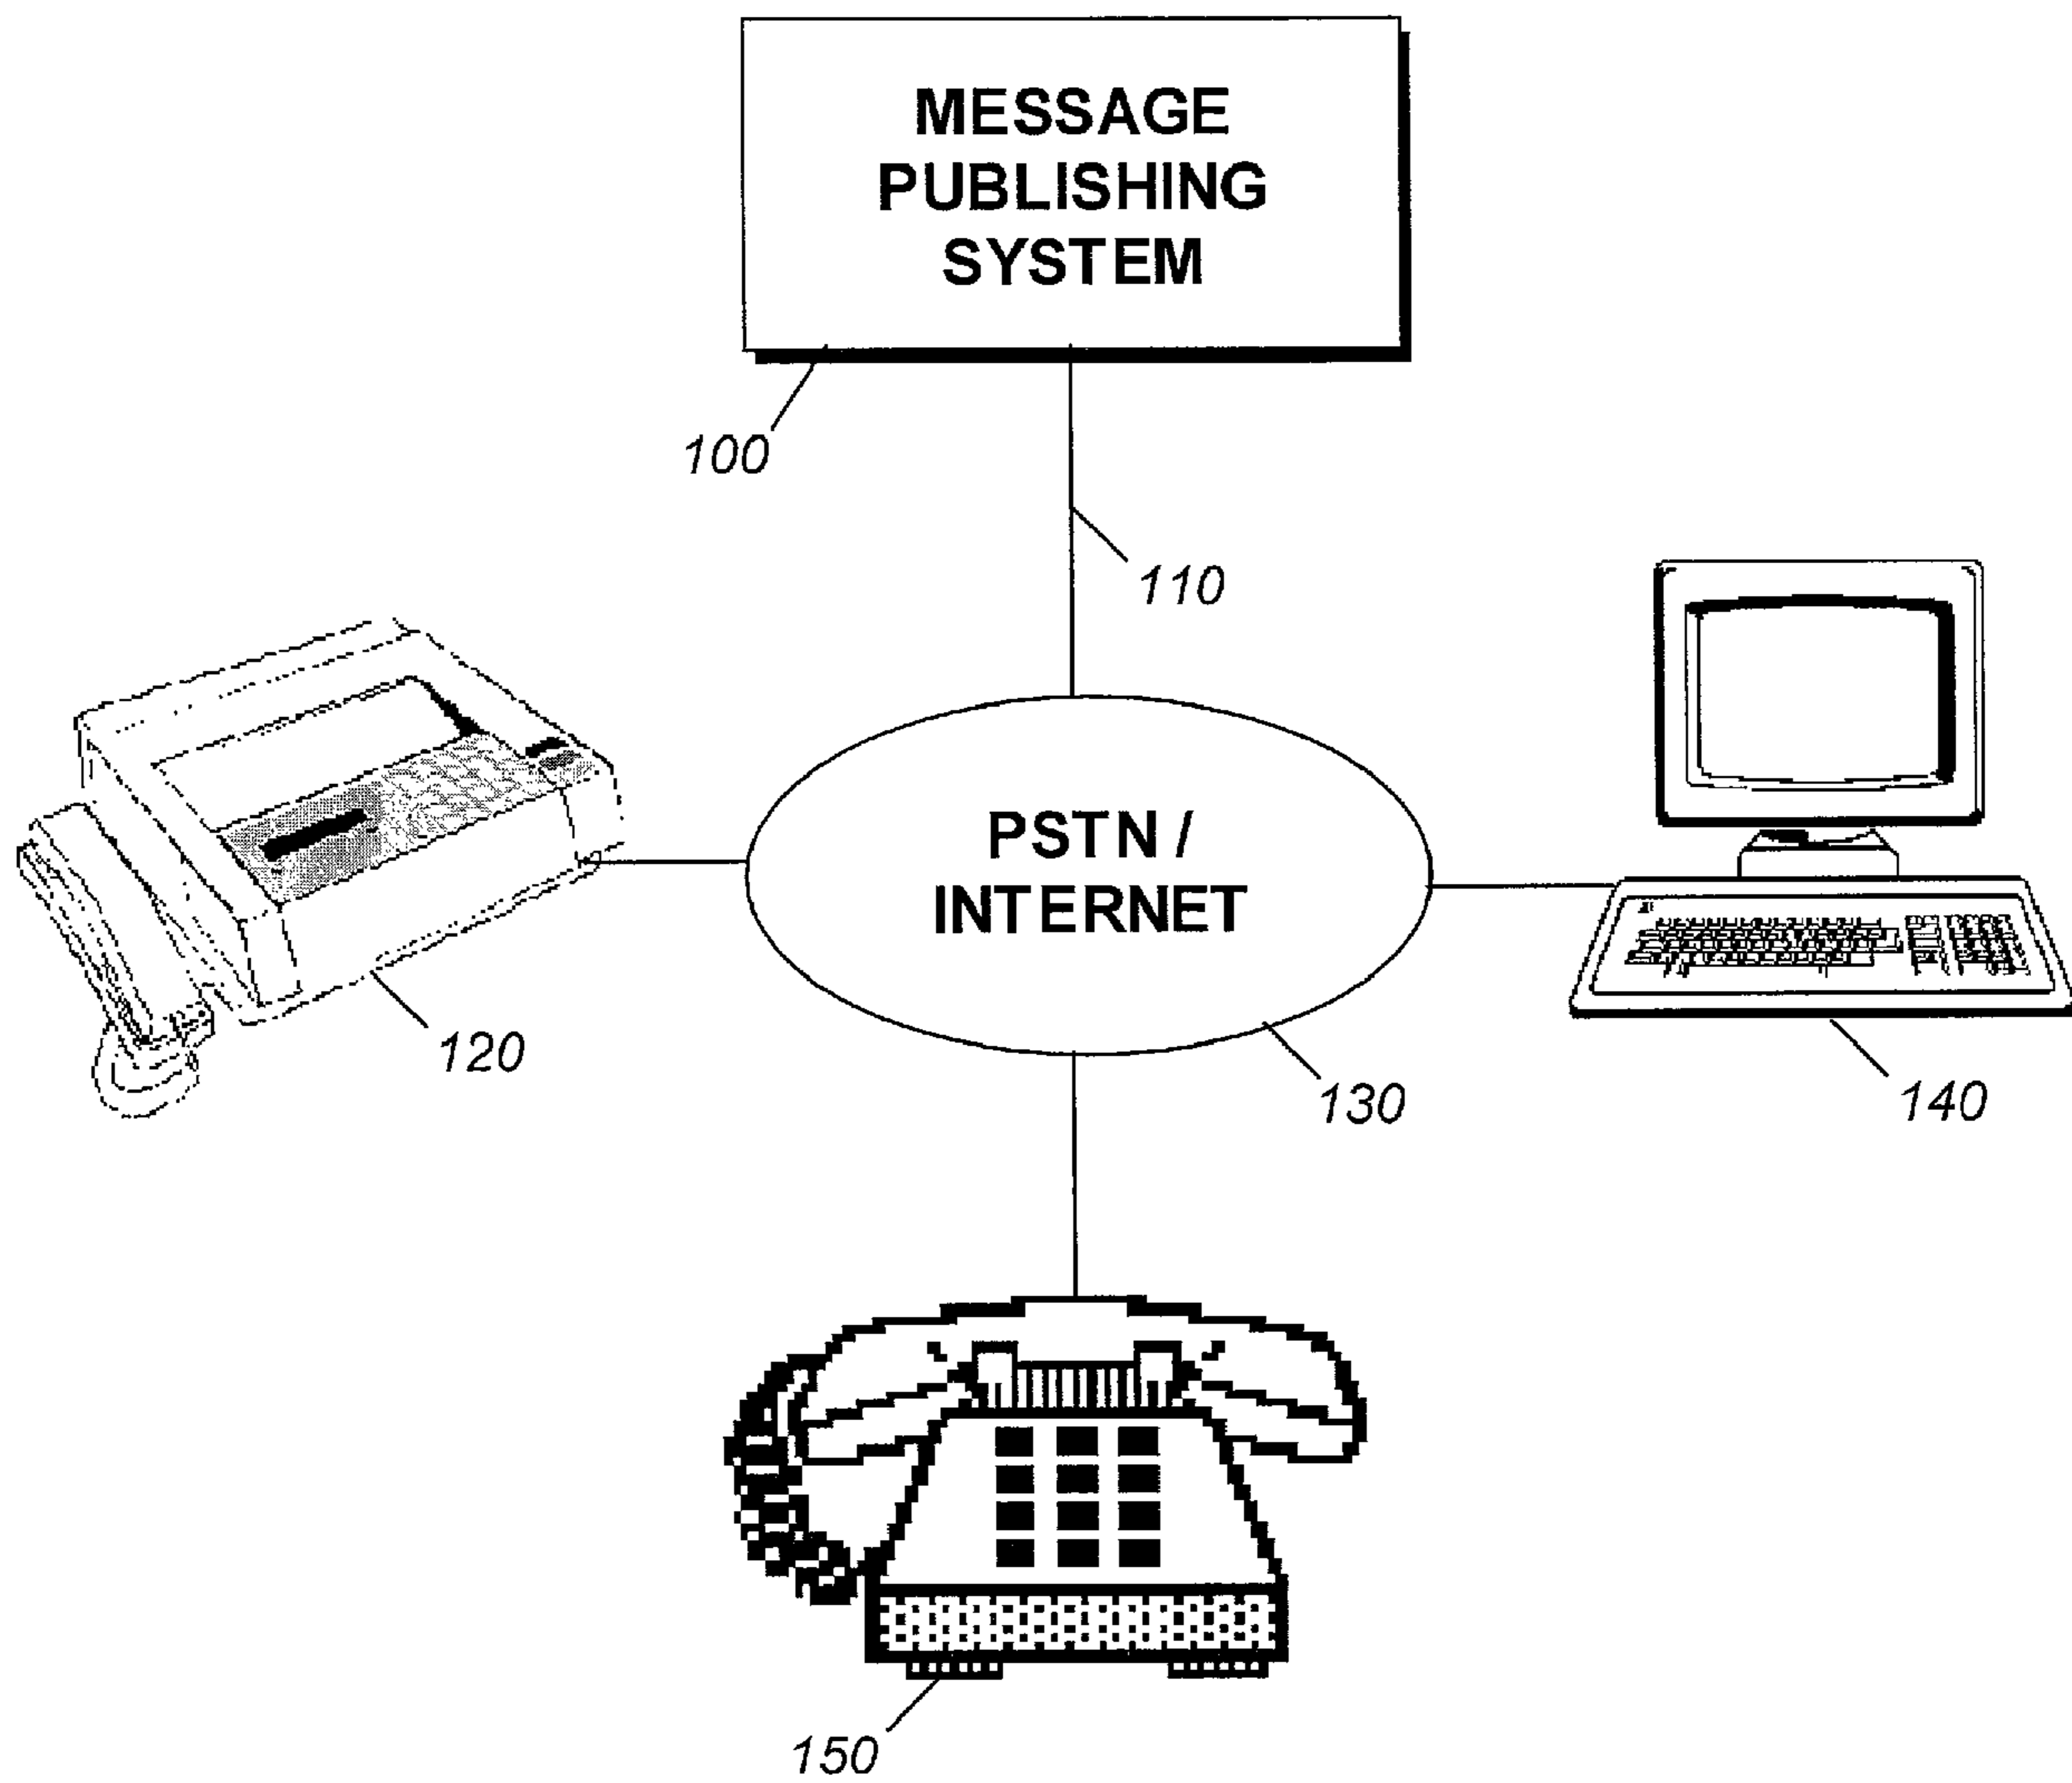 MESSAGE
PUBLISHING
SYSTEM
100
110
PSTN /
INTERNET
120
130
140
150